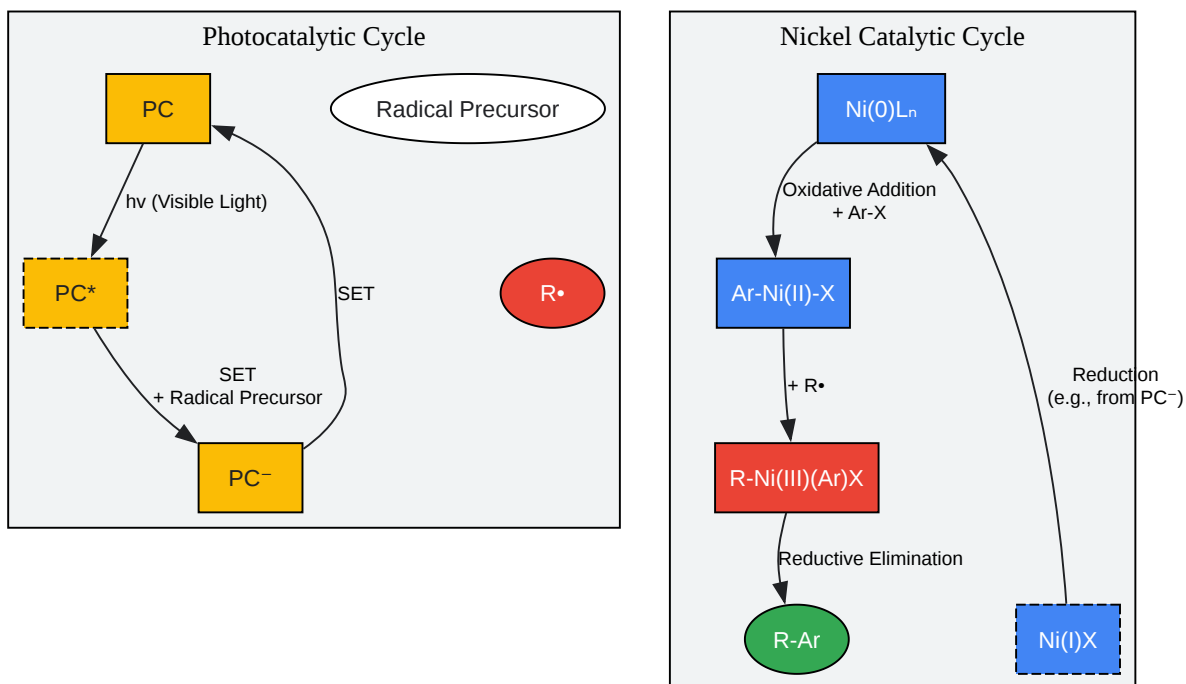 Photocatalytic Cycle
PC
Radical Precursor
hν (Visible Light)
PC*
R•
SET
SET
+ Radical Precursor
PC⁻
Nickel Catalytic Cycle
Ni(0)Lₙ
Oxidative Addition
+ Ar-X
Ar-Ni(II)-X
+ R•
Reduction
(e.g., from PC⁻)
R-Ni(III)(Ar)X
Reductive Elimination
R-Ar
Ni(I)X